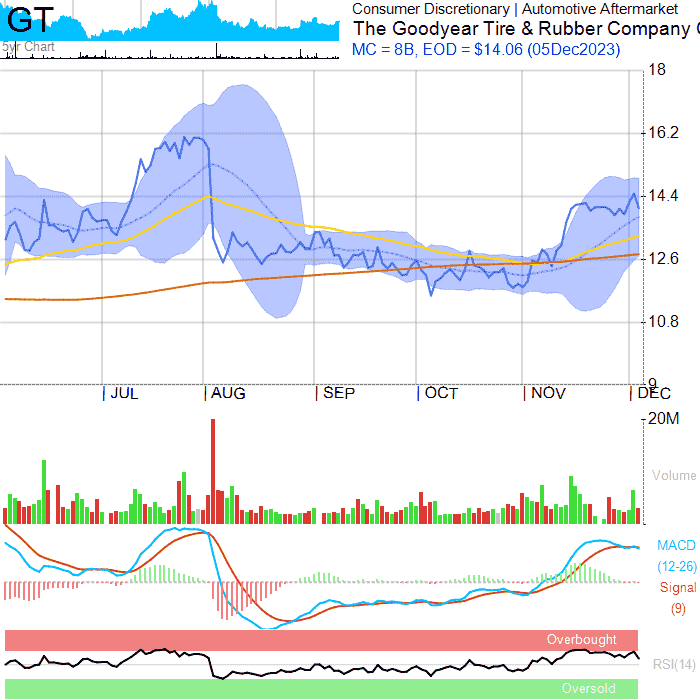 GT
5yr Chart
Consumer Discretionary | Automotive Aftermarket
The Goodyear Tire & Rubber Company
MC = 8B, EOD = $14.06 (05Dec2023)
18
16.2
14.4
12.6
10.8
9
JUL AUG SEP OCT NOV DEC
20M
Volume
MACD
(12-26)
Signal
(9)
Overbought
RSI(14)
Oversold